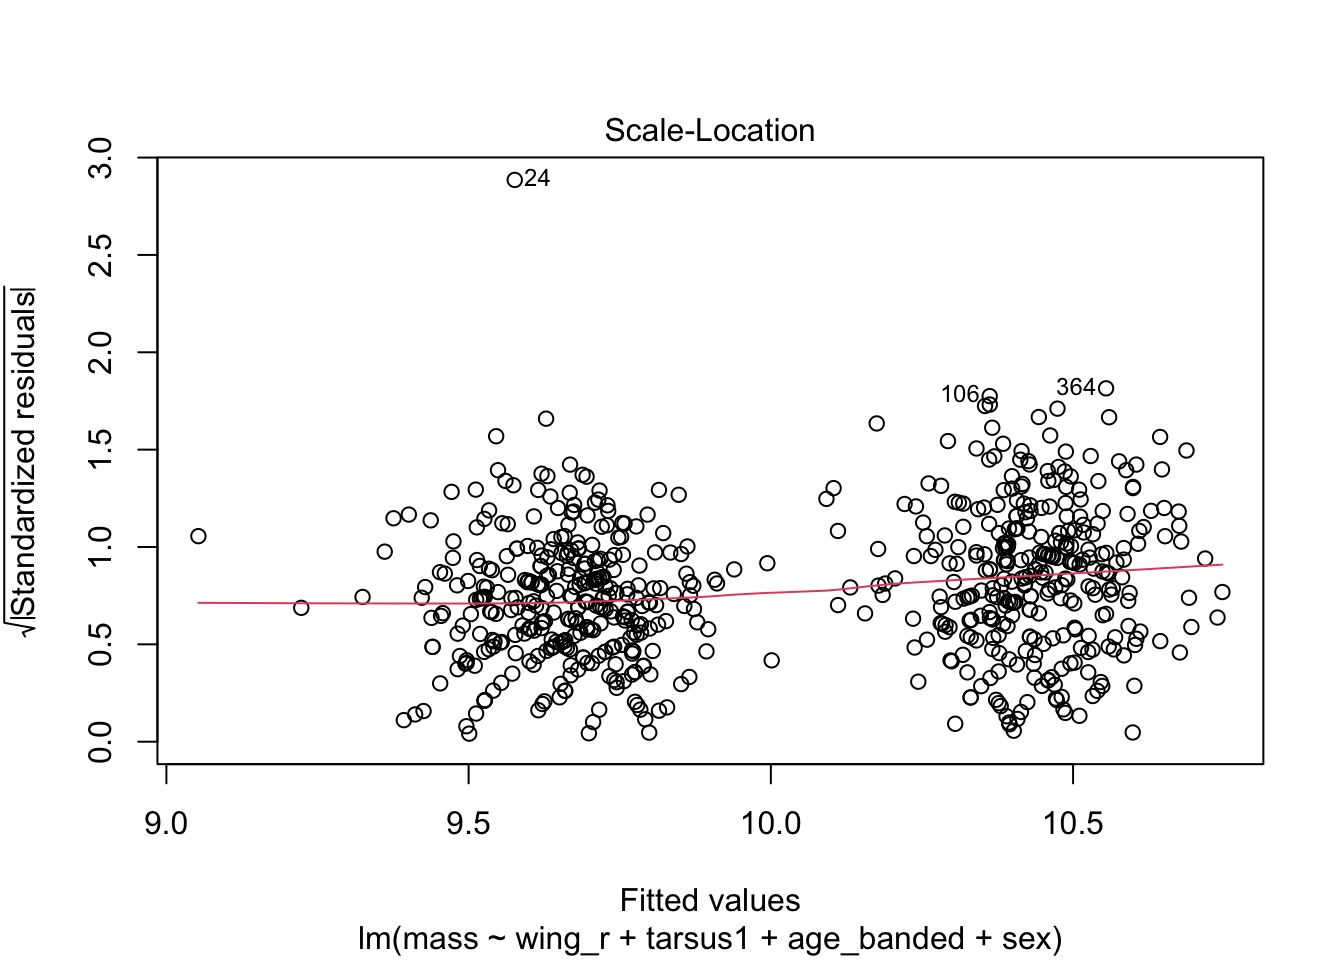 Scale-Location
√|Standardized residuals|
3.0
2.5
2.0
1.5
1.0
0.5
0.0
24
106
364
9.0 9.5 10.0 10.5
Fitted values
lm(mass ~ wing_r + tarsus1 + age_banded + sex)